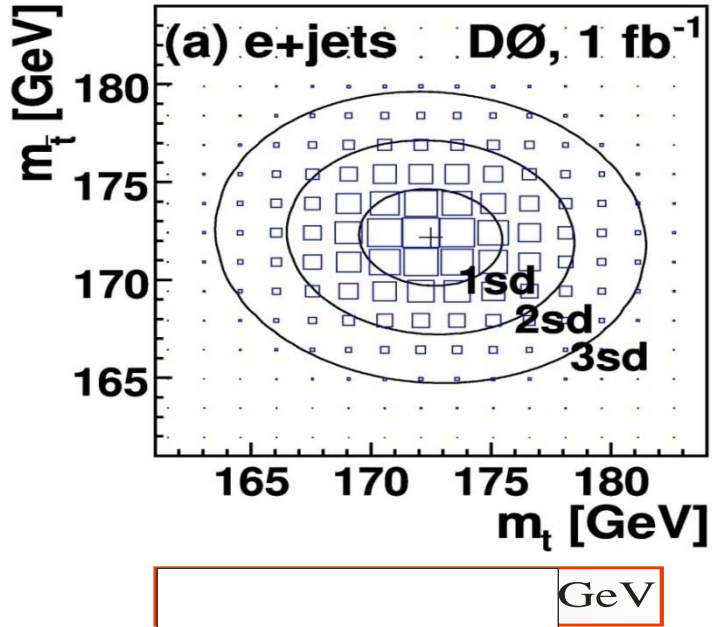 (a) e+jets DØ, 1 fb⁻¹
m_t̄ [GeV]
180
175
170
165
1sd
2sd
3sd
165 170 175 180
m_t [GeV]
GeV